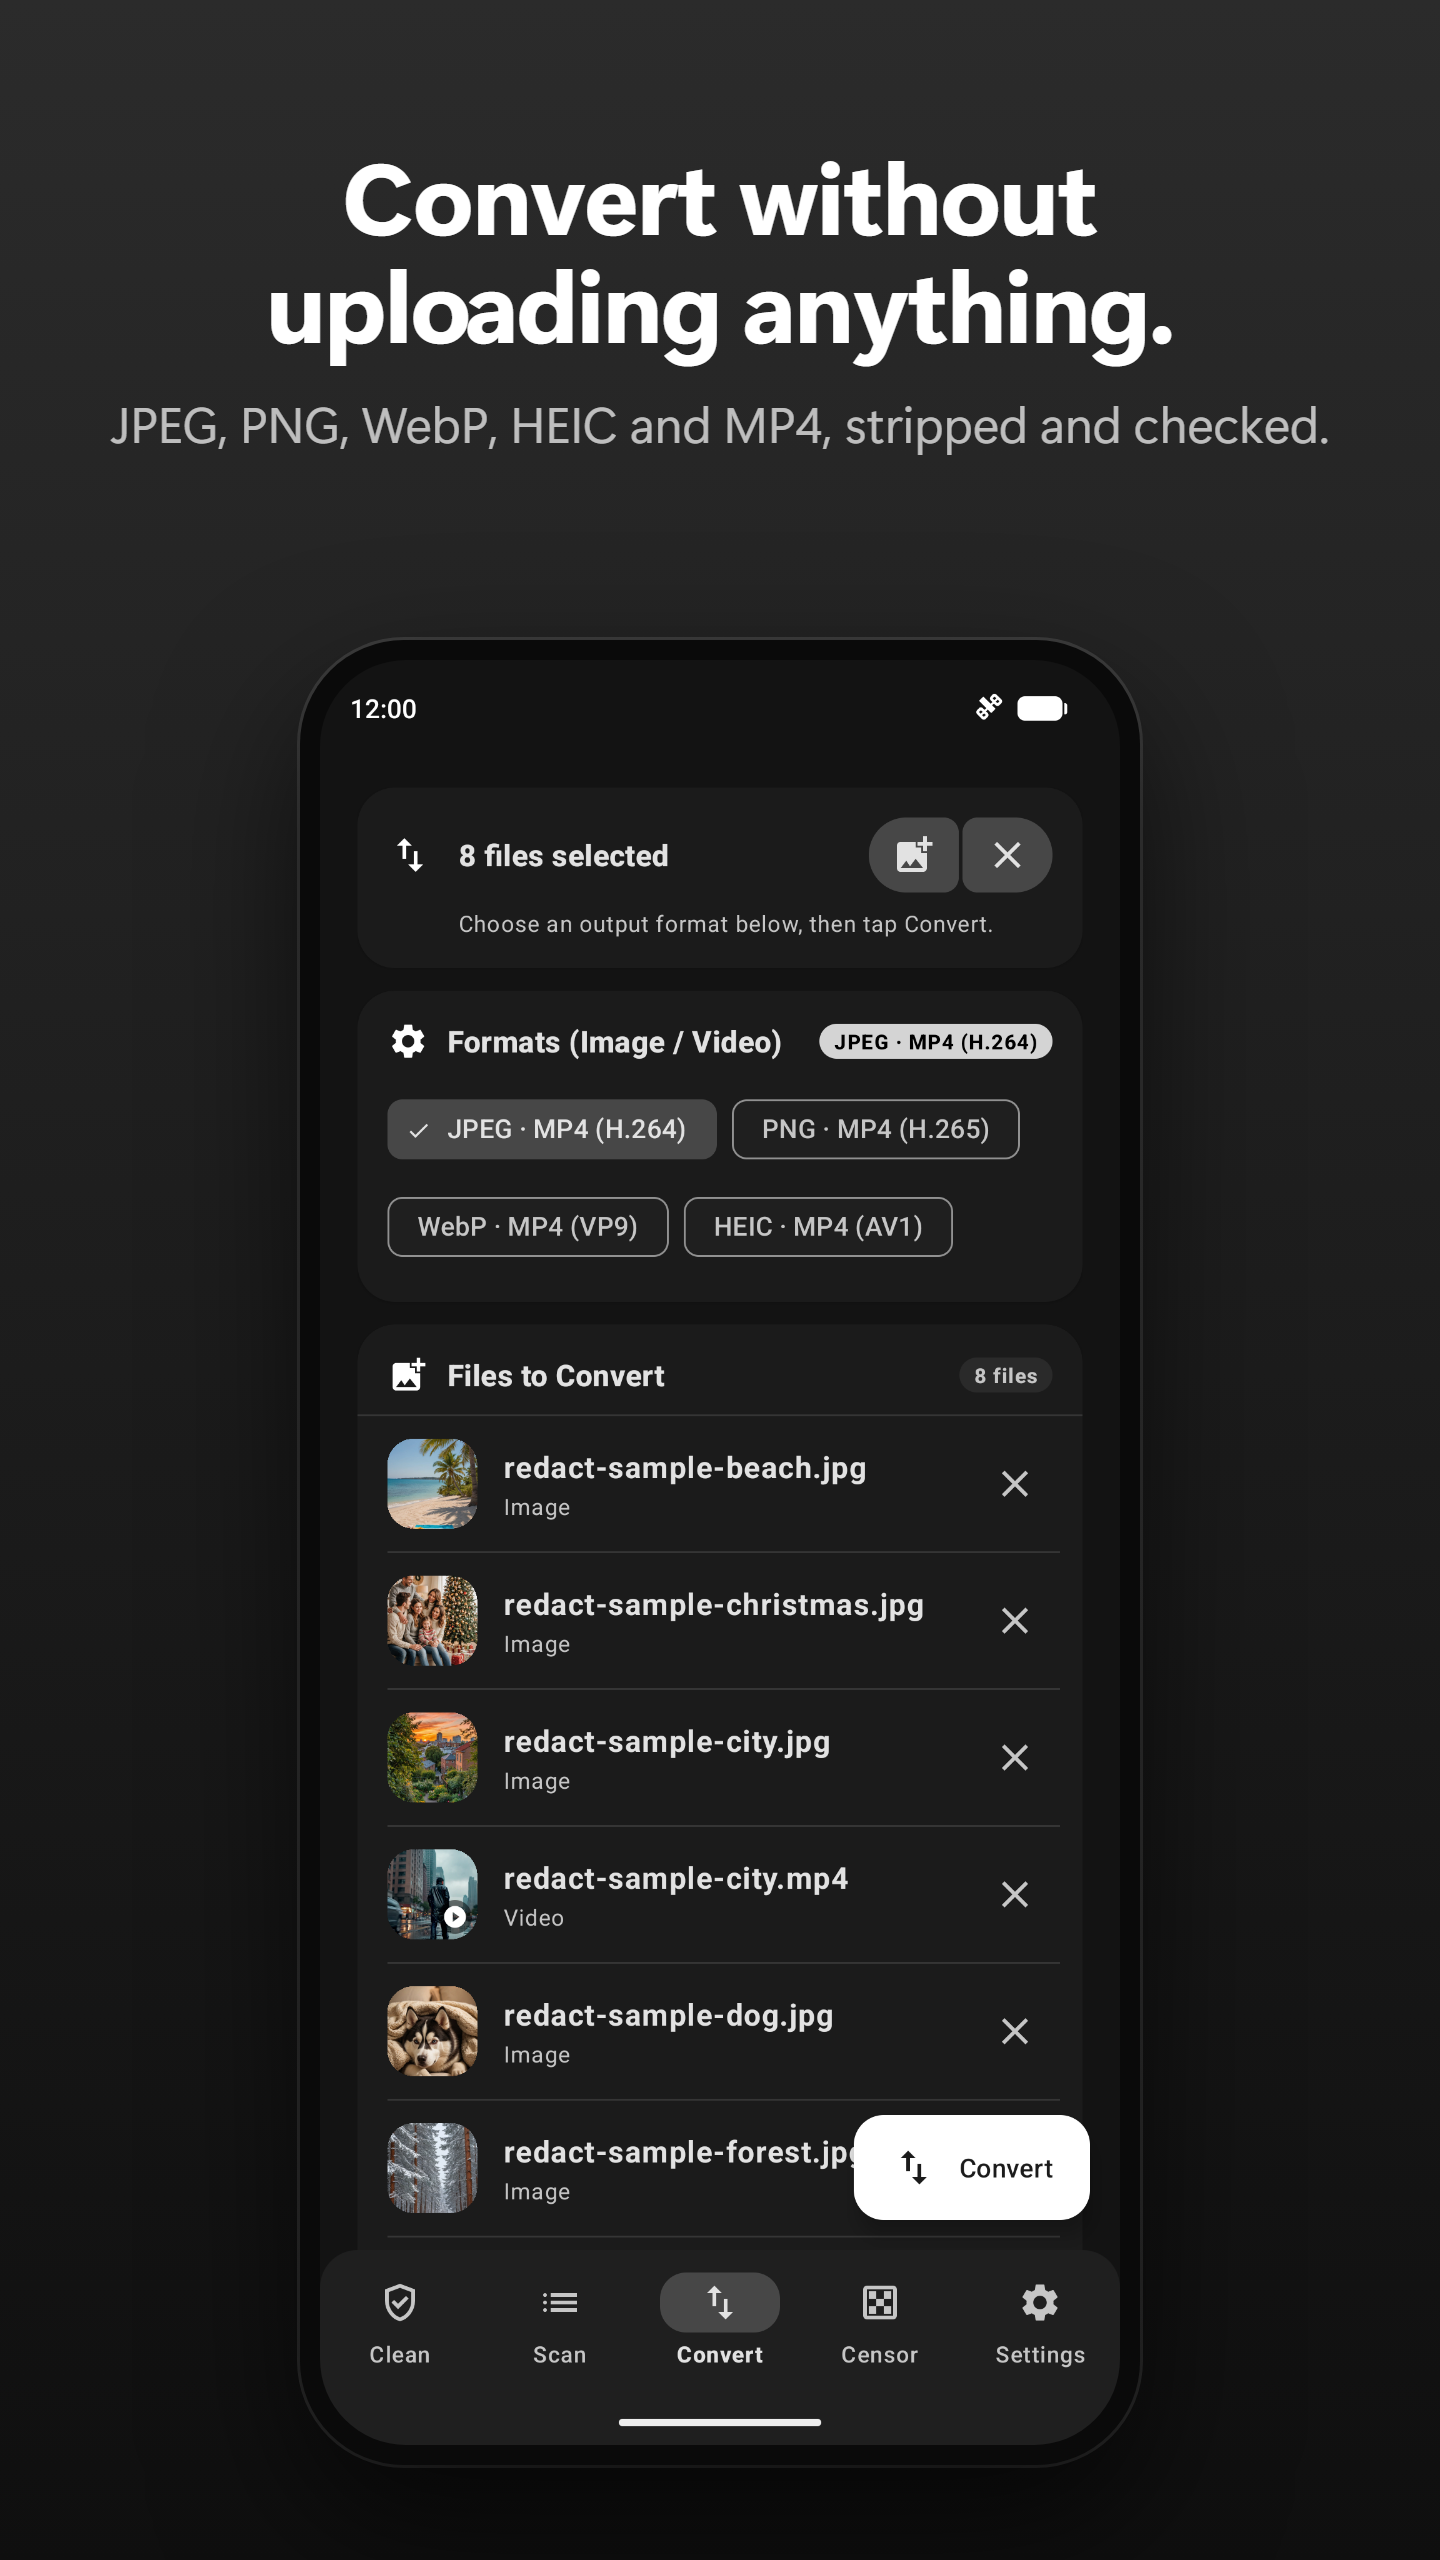 Convert without
uploading anything.
JPEG, PNG, WebP, HEIC and MP4, stripped and checked.
12:00
8 files selected
Choose an output format below, then tap Convert.
Formats (Image / Video)
JPEG · MP4 (H.264)
JPEG · MP4 (H.264)
PNG · MP4 (H.265)
WebP · MP4 (VP9)
HEIC · MP4 (AV1)
Files to Convert
8 files
redact-sample-beach.jpg
Image
redact-sample-christmas.jpg
Image
redact-sample-city.jpg
Image
redact-sample-city.mp4
Video
redact-sample-dog.jpg
Image
redact-sample-forest.jpg
Image
Convert
Clean
Scan
Convert
Censor
Settings